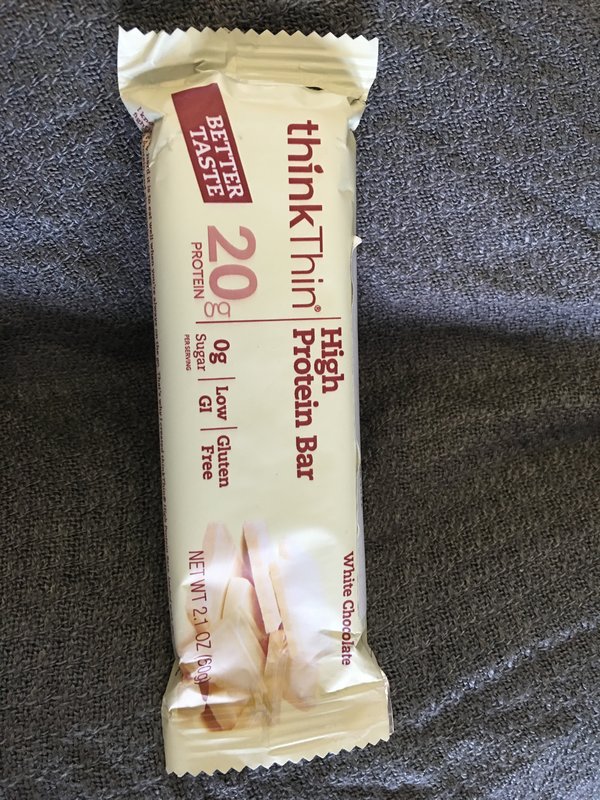 thinkThin®
High
Protein Bar
BETTER
TASTE
20g
PROTEIN
0g
Sugar
PER SERVING
Low
GI
Gluten
Free
White Chocolate
NET WT 2.1 OZ (60g)